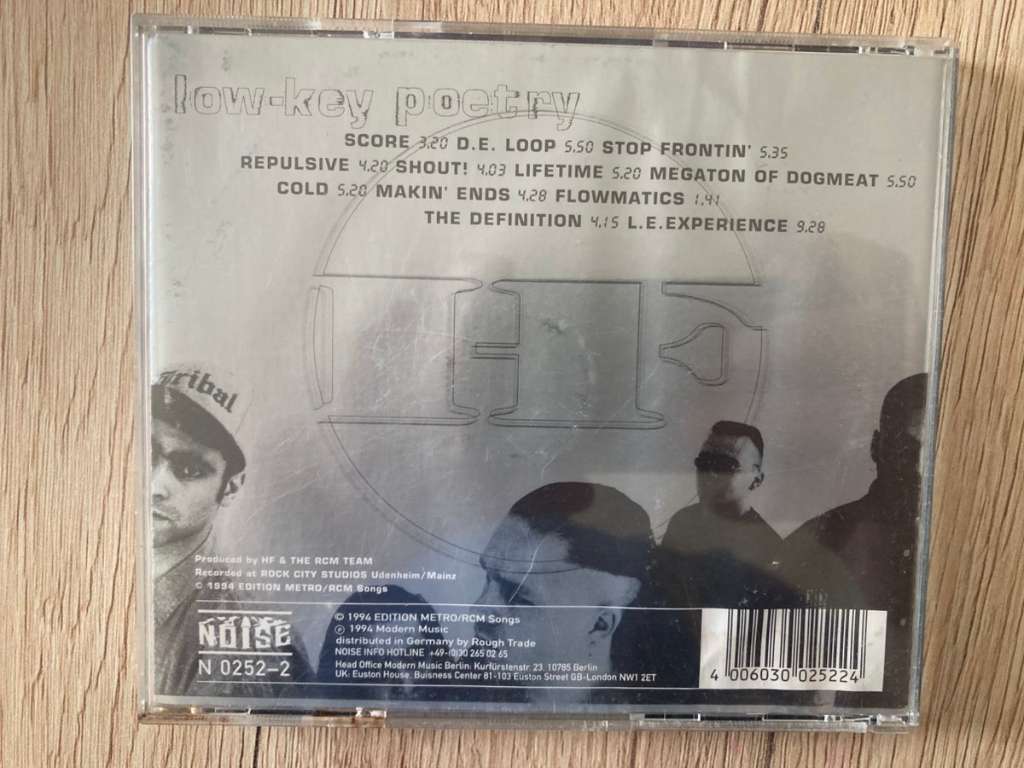 low-key poetry
SCORE 3.20 D.E. LOOP 5.50 STOP FRONTIN' 5.35
REPULSIVE 4.20 SHOUT! 4.03 LIFETIME 5.20 MEGATON OF DOGMEAT 5.50
COLD 5.20 MAKIN' ENDS 4.28 FLOWMATICS 1.41
THE DEFINITION 4.15 L.E.EXPERIENCE 9.28
HF
Tribal
Produced by HF & THE RCM TEAM
Recorded at ROCK CITY STUDIOS Udenheim/Mainz
© 1994 EDITION METRO/RCM Songs
NOISE
N 0252-2
© 1994 EDITION METRO/RCM Songs
℗ 1994 Modern Music
distributed in Germany by Rough Trade
NOISE INFO HOTLINE +49-(0)30 265 02 65
Head Office Modern Music Berlin: Kurfürstenstr. 23. 10785 Berlin
UK: Euston House. Buisness Center 81-103 Euston Street GB-London NW1 2ET
4 006030 025224